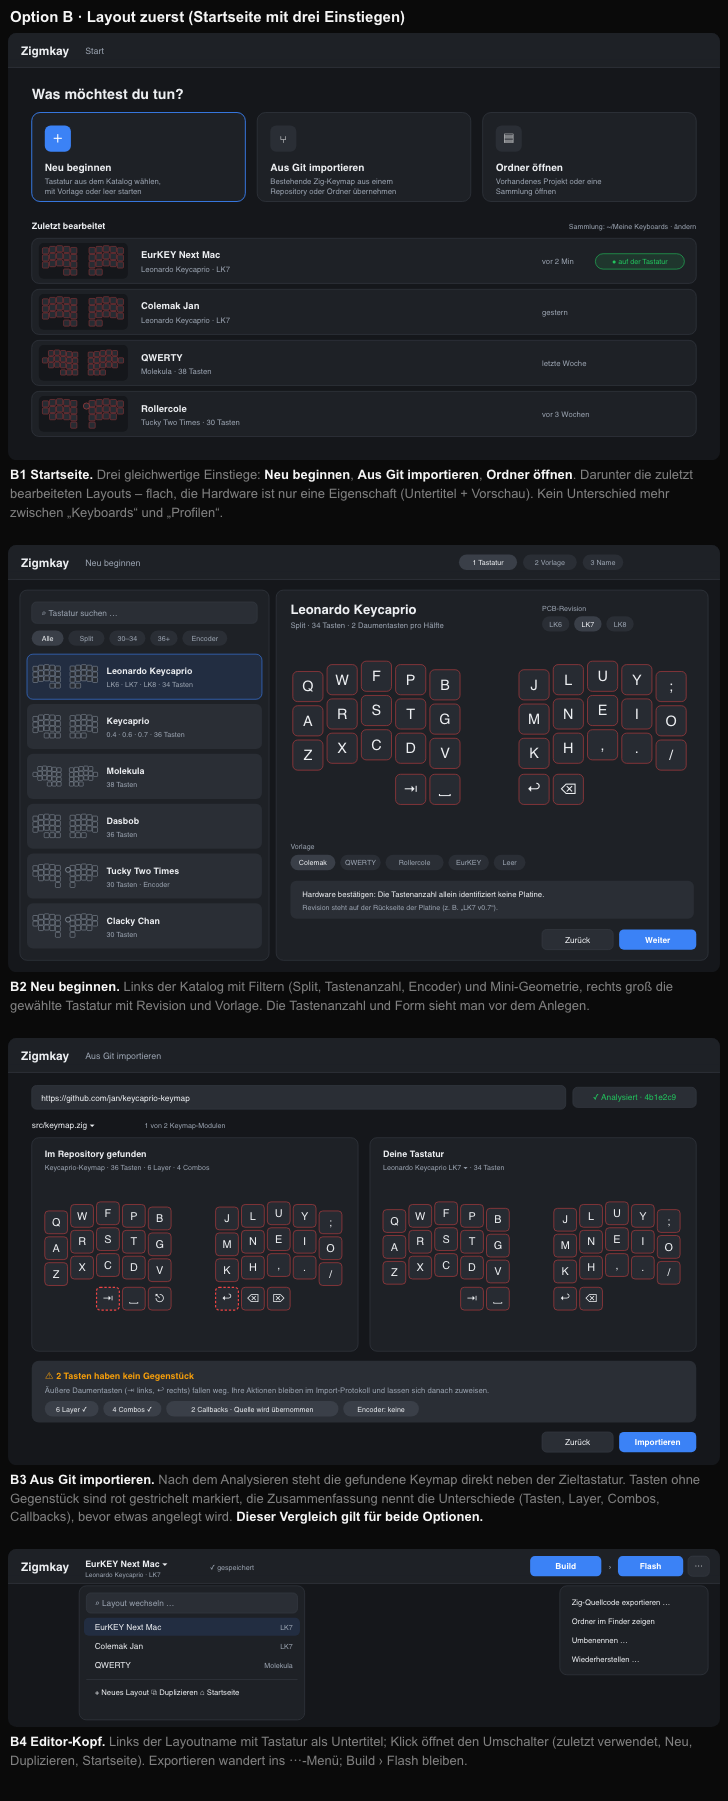 Option B · Layout zuerst (Startseite mit drei Einstiegen)
Zigmkay Start
Was möchtest du tun?
+
Neu beginnen
Tastatur aus dem Katalog wählen,
mit Vorlage oder leer starten
Aus Git importieren
Bestehende Zig-Keymap aus einem
Repository oder Ordner übernehmen
Ordner öffnen
Vorhandenes Projekt oder eine
Sammlung öffnen
Zuletzt bearbeitet
Sammlung: ~/Meine Keyboards · ändern
EurKEY Next Mac
Leonardo Keycaprio · LK7
vor 2 Min
● auf der Tastatur
Colemak Jan
Leonardo Keycaprio · LK7
gestern
QWERTY
Molekula · 38 Tasten
letzte Woche
Rollercole
Tucky Two Times · 30 Tasten
vor 3 Wochen
B1 Startseite. Drei gleichwertige Einstiege: Neu beginnen, Aus Git importieren, Ordner öffnen. Darunter die zuletzt
bearbeiteten Layouts – flach, die Hardware ist nur eine Eigenschaft (Untertitel + Vorschau). Kein Unterschied mehr
zwischen „Keyboards“ und „Profilen“.
Zigmkay Neu beginnen
1 Tastatur 2 Vorlage 3 Name
⌕ Tastatur suchen …
Alle Split 30–34 36+ Encoder
Leonardo Keycaprio
LK6 · LK7 · LK8 · 34 Tasten
Keycaprio
0.4 · 0.6 · 0.7 · 36 Tasten
Molekula
38 Tasten
Dasbob
36 Tasten
Tucky Two Times
30 Tasten · Encoder
Clacky Chan
30 Tasten
Leonardo Keycaprio
Split · 34 Tasten · 2 Daumentasten pro Hälfte
PCB-Revision
LK6 LK7 LK8
Q W F P B J L U Y ;
A R S T G M N E I O
Z X C D V K H , . /
⇥ ⎵ ↩ ⌫
Vorlage
Colemak QWERTY Rollercole EurKEY Leer
Hardware bestätigen: Die Tastenanzahl allein identifiziert keine Platine.
Revision steht auf der Rückseite der Platine (z. B. „LK7 v0.7“).
Zurück Weiter
B2 Neu beginnen. Links der Katalog mit Filtern (Split, Tastenanzahl, Encoder) und Mini-Geometrie, rechts groß die
gewählte Tastatur mit Revision und Vorlage. Die Tastenanzahl und Form sieht man vor dem Anlegen.
Zigmkay Aus Git importieren
https://github.com/jan/keycaprio-keymap
✓ Analysiert · 4b1e2c9
src/keymap.zig ▾ 1 von 2 Keymap-Modulen
Im Repository gefunden
Keycaprio-Keymap · 36 Tasten · 6 Layer · 4 Combos
Q W F P B J L U Y ;
A R S T G M N E I O
Z X C D V K H , . /
⇥ ⎵ ⎋ ↩ ⌫ ⌦
Deine Tastatur
Leonardo Keycaprio LK7 ▾ · 34 Tasten
Q W F P B J L U Y ;
A R S T G M N E I O
Z X C D V K H , . /
⇥ ⎵ ↩ ⌫
⚠ 2 Tasten haben kein Gegenstück
Äußere Daumentasten (⇥ links, ↩ rechts) fallen weg. Ihre Aktionen bleiben im Import-Protokoll und lassen sich danach zuweisen.
6 Layer ✓ 4 Combos ✓ 2 Callbacks · Quelle wird übernommen Encoder: keine
Zurück Importieren
B3 Aus Git importieren. Nach dem Analysieren steht die gefundene Keymap direkt neben der Zieltastatur. Tasten ohne
Gegenstück sind rot gestrichelt markiert, die Zusammenfassung nennt die Unterschiede (Tasten, Layer, Combos,
Callbacks), bevor etwas angelegt wird. Dieser Vergleich gilt für beide Optionen.
Zigmkay EurKEY Next Mac ▾
Leonardo Keycaprio · LK7
✓ gespeichert
Build › Flash ⋯
⌕ Layout wechseln …
EurKEY Next Mac LK7
Colemak Jan LK7
QWERTY Molekula
+ Neues Layout ⧉ Duplizieren ⌂ Startseite
Zig-Quellcode exportieren …
Ordner im Finder zeigen
Umbenennen …
Wiederherstellen …
B4 Editor-Kopf. Links der Layoutname mit Tastatur als Untertitel; Klick öffnet den Umschalter (zuletzt verwendet, Neu,
Duplizieren, Startseite). Exportieren wandert ins ⋯-Menü; Build › Flash bleiben.